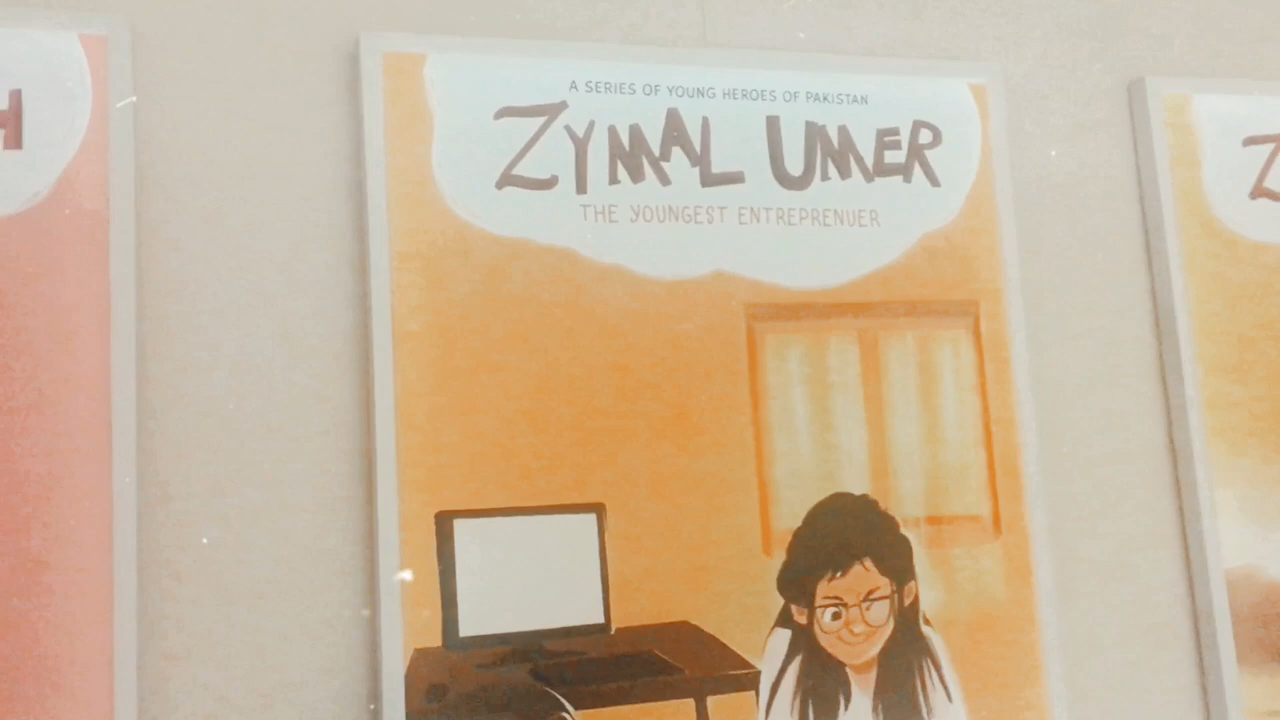 A SERIES OF YOUNG HEROES OF PAKISTAN
ZYMAL UMER
THE YOUNGEST ENTREPRENUER
H
Z